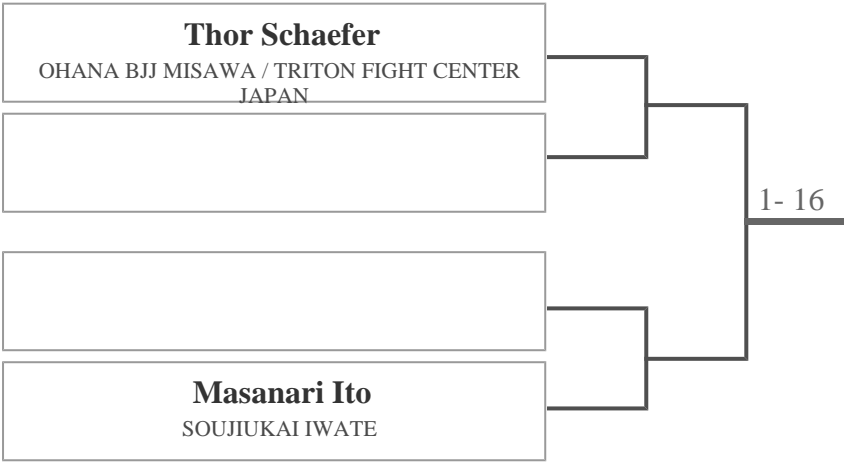 Thor Schaefer
OHANA BJJ MISAWA / TRITON FIGHT CENTER
JAPAN
1- 16
Masanari Ito
SOUJIUKAI IWATE